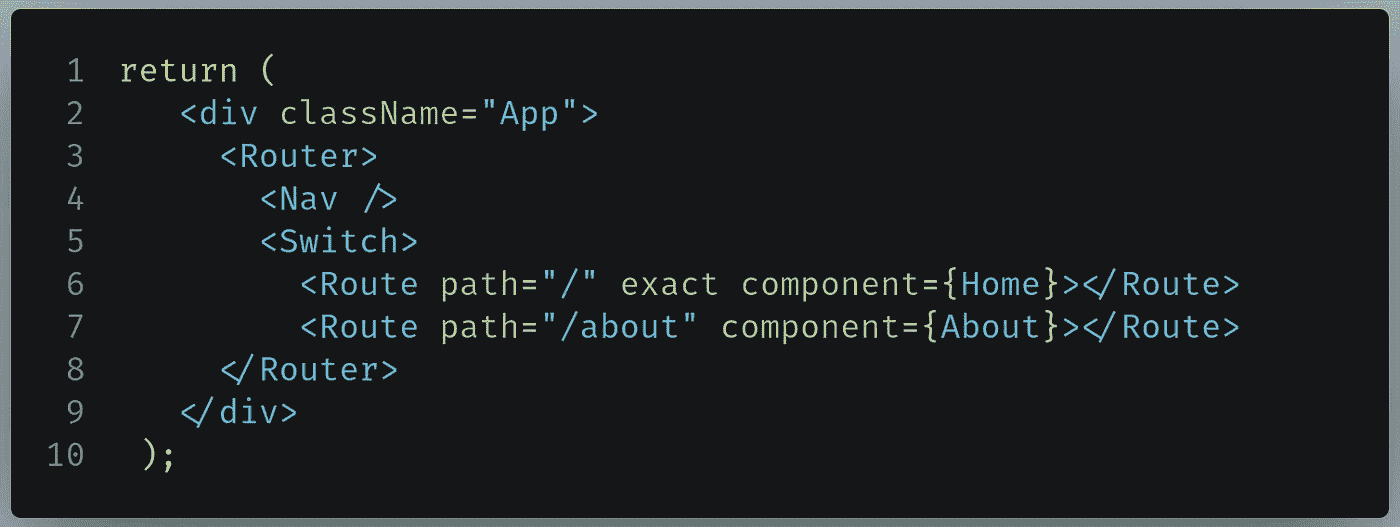 1 return (
2 <div className="App">
3 <Router>
4 <Nav />
5 <Switch>
6 <Route path="/" exact component={Home}></Route>
7 <Route path="/about" component={About}></Route>
8 </Router>
9 </div>
10 );